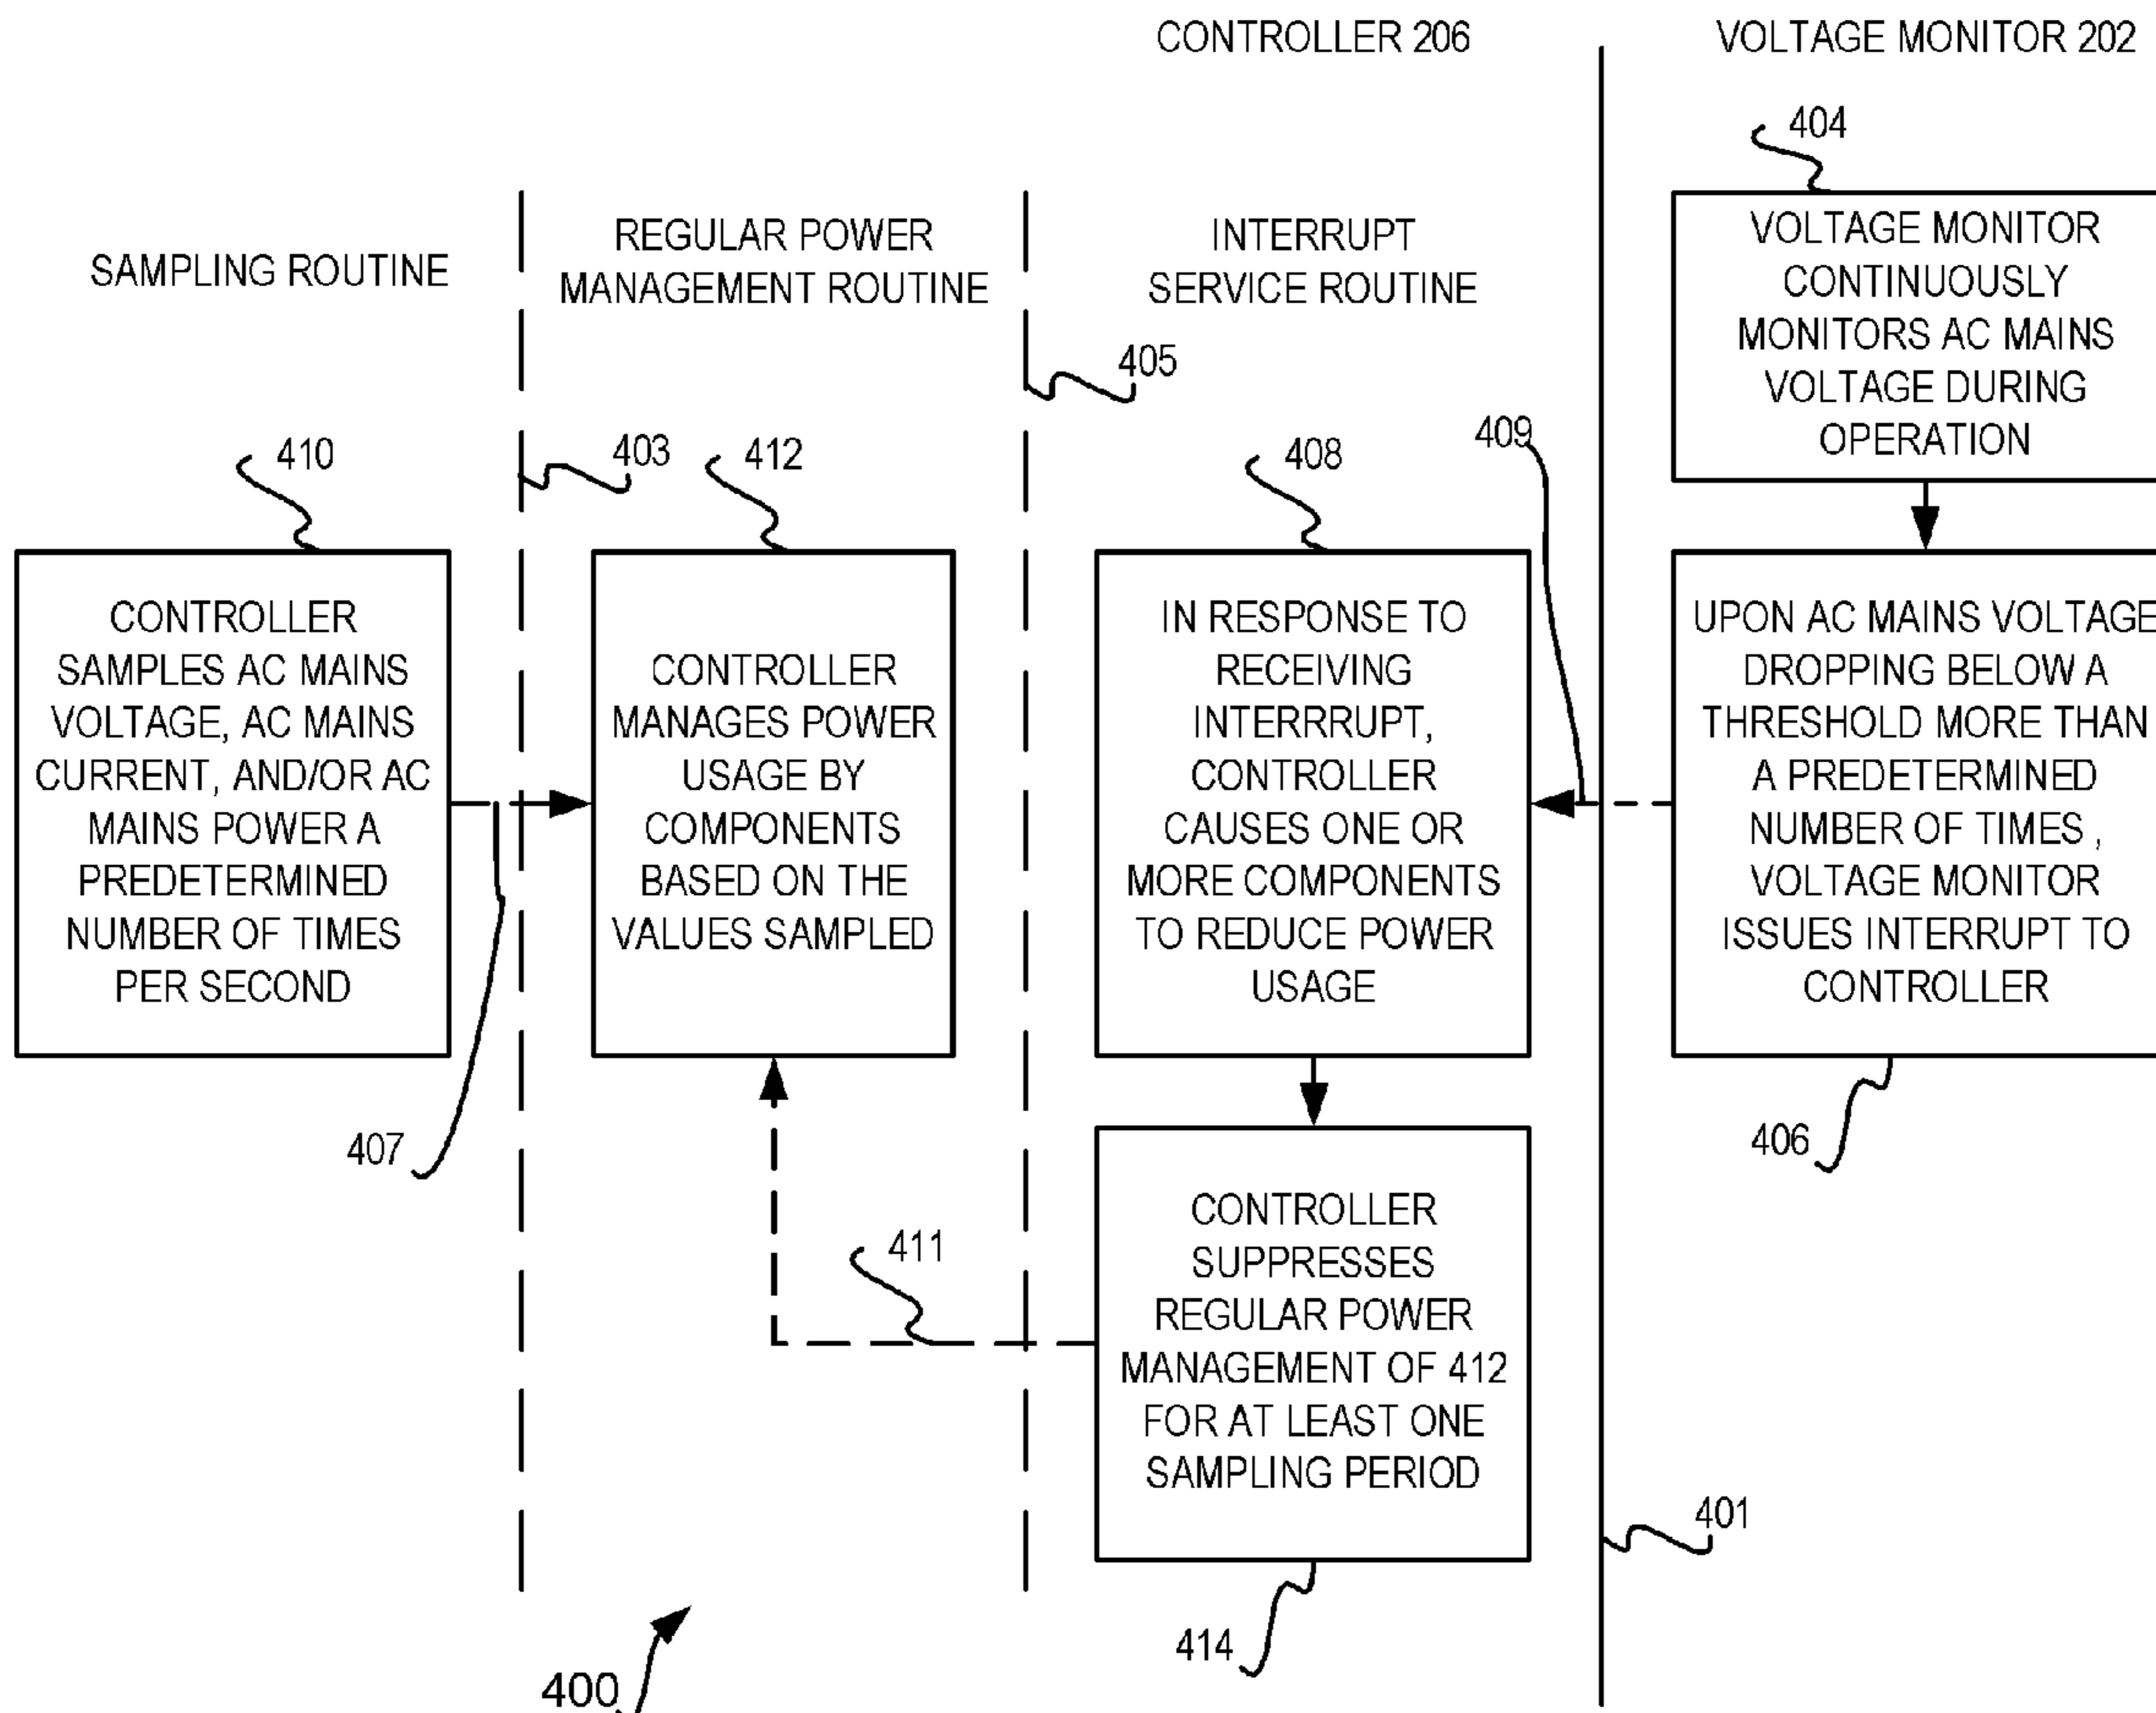 CONTROLLER 206
VOLTAGE MONITOR 202
404
SAMPLING ROUTINE
REGULAR POWER
MANAGEMENT ROUTINE
INTERRUPT
SERVICE ROUTINE
405
VOLTAGE MONITOR
CONTINUOUSLY
MONITORS AC MAINS
VOLTAGE DURING
OPERATION
410
403
412
408
409
CONTROLLER
SAMPLES AC MAINS
VOLTAGE, AC MAINS
CURRENT, AND/OR AC
MAINS POWER A
PREDETERMINED
NUMBER OF TIMES
PER SECOND
CONTROLLER
MANAGES POWER
USAGE BY
COMPONENTS
BASED ON THE
VALUES SAMPLED
IN RESPONSE TO
RECEIVING
INTERRRUPT,
CONTROLLER
CAUSES ONE OR
MORE COMPONENTS
TO REDUCE POWER
USAGE
UPON AC MAINS VOLTAGE
DROPPING BELOW A
THRESHOLD MORE THAN
A PREDETERMINED
NUMBER OF TIMES ,
VOLTAGE MONITOR
ISSUES INTERRUPT TO
CONTROLLER
407
406
411
CONTROLLER
SUPPRESSES
REGULAR POWER
MANAGEMENT OF 412
FOR AT LEAST ONE
SAMPLING PERIOD
401
414
400